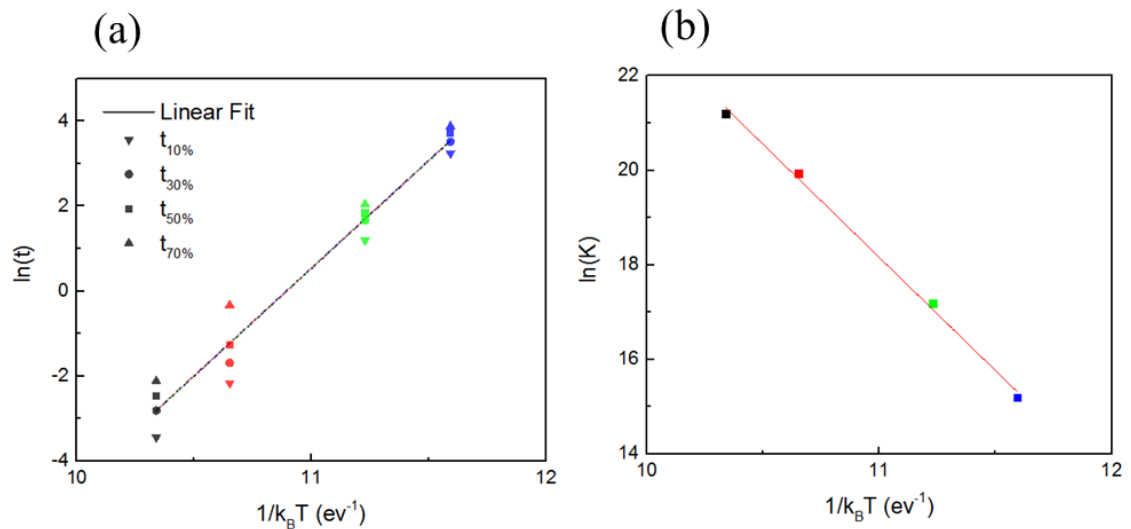 (a)
(b)
4
2
0
-2
-4
ln(t)
Linear Fit
t10%
t30%
t50%
t70%
10
11
12
1/kBT (ev-1)
22
20
18
16
14
ln(K)
10
11
12
1/kBT (ev-1)